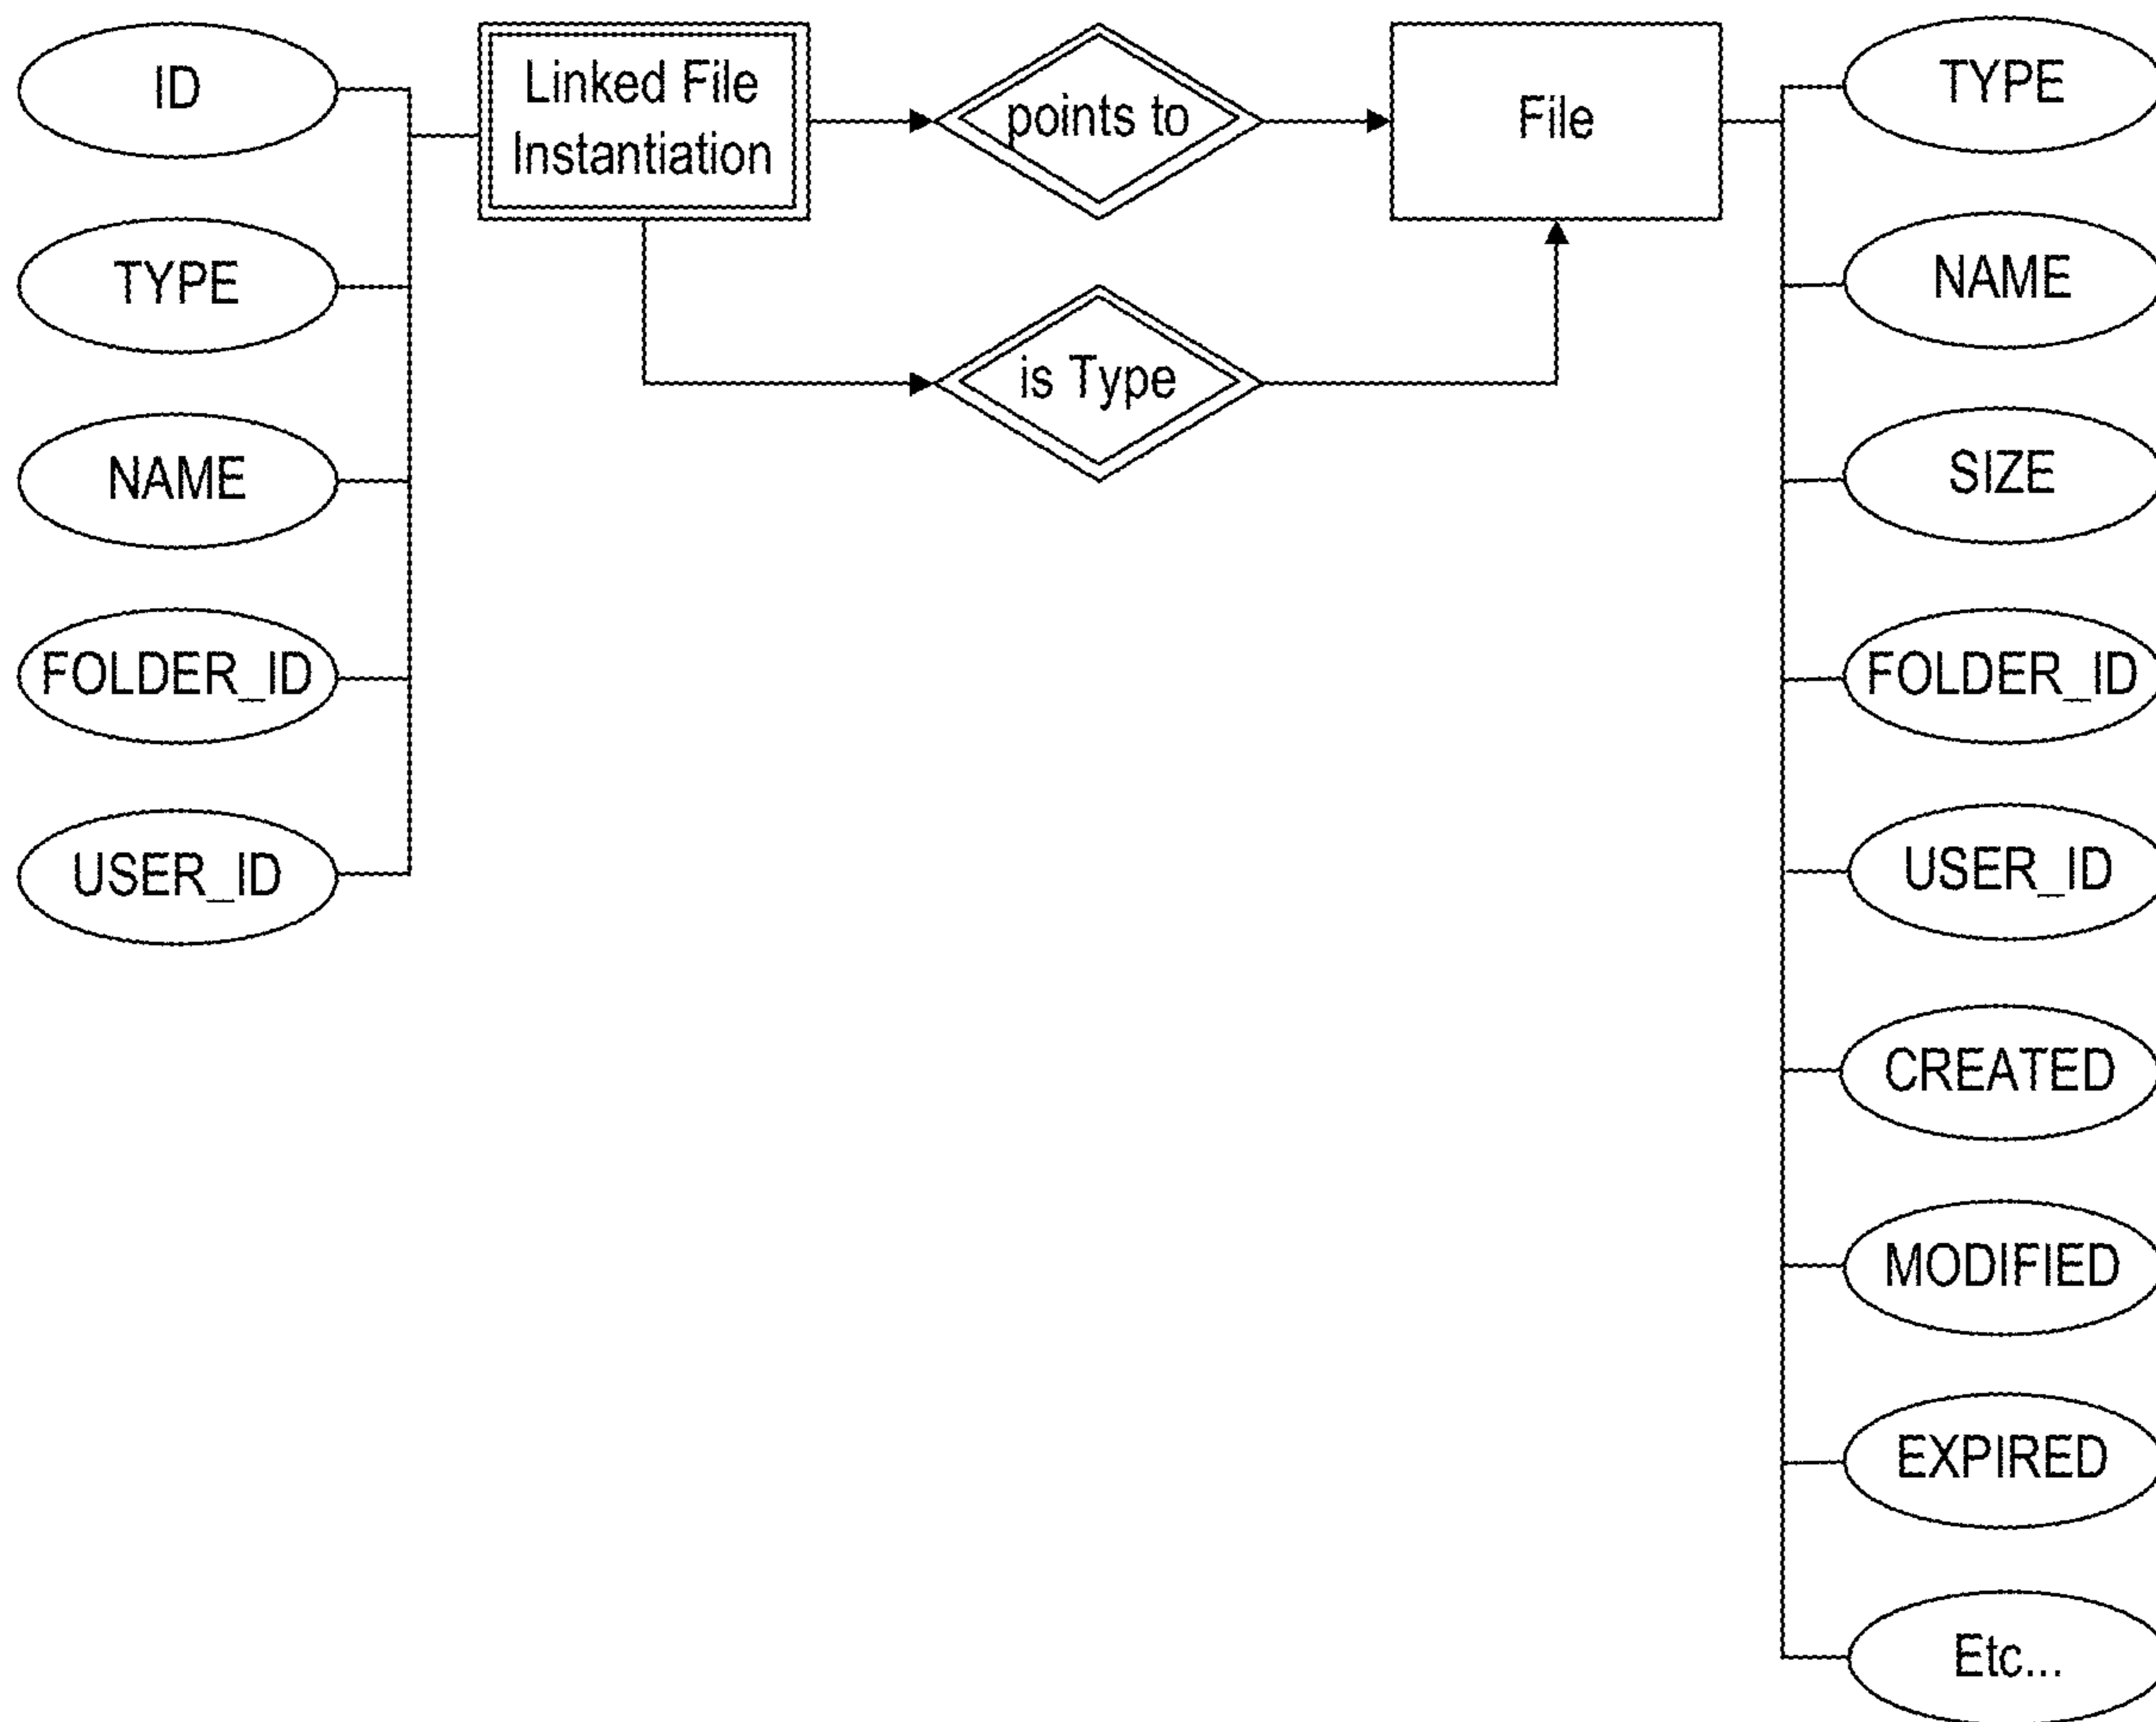 ID
TYPE
NAME
FOLDER_ID
USER_ID
Linked File
Instantiation
points to
is Type
File
TYPE
NAME
SIZE
FOLDER_ID
USER_ID
CREATED
MODIFIED
EXPIRED
Etc...